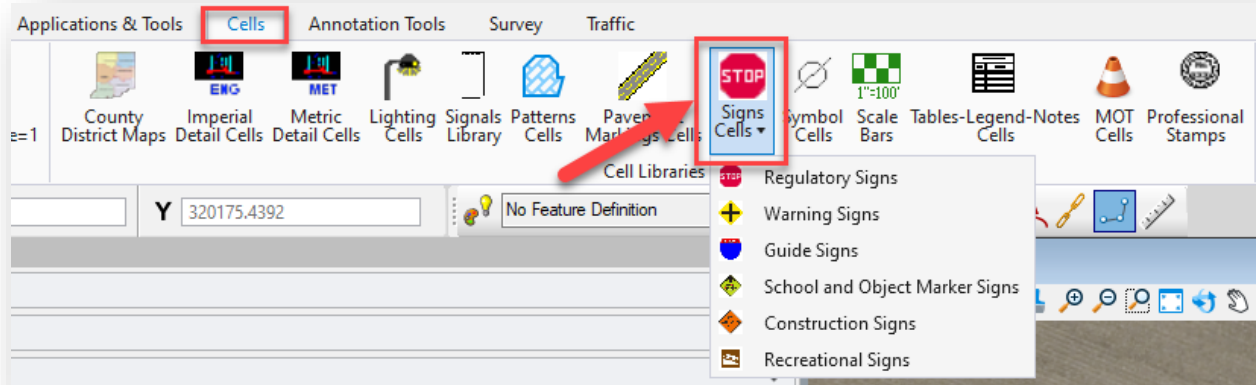 Applications & Tools Cells Annotation Tools Survey Traffic
ENG MET STOP 1"=100'
County Imperial Metric Lighting Signals Patterns Signs Symbol Scale Tables-Legend-Notes MOT Professional
e=1 District Maps Detail Cells Detail Cells Cells Library Cells Cells Cells Bars Cells Cells Stamps
Cell Libraries
STOP Regulatory Signs
Y 320175.4392 No Feature Definition Warning Signs
Guide Signs
School and Object Marker Signs
Construction Signs
Recreational Signs